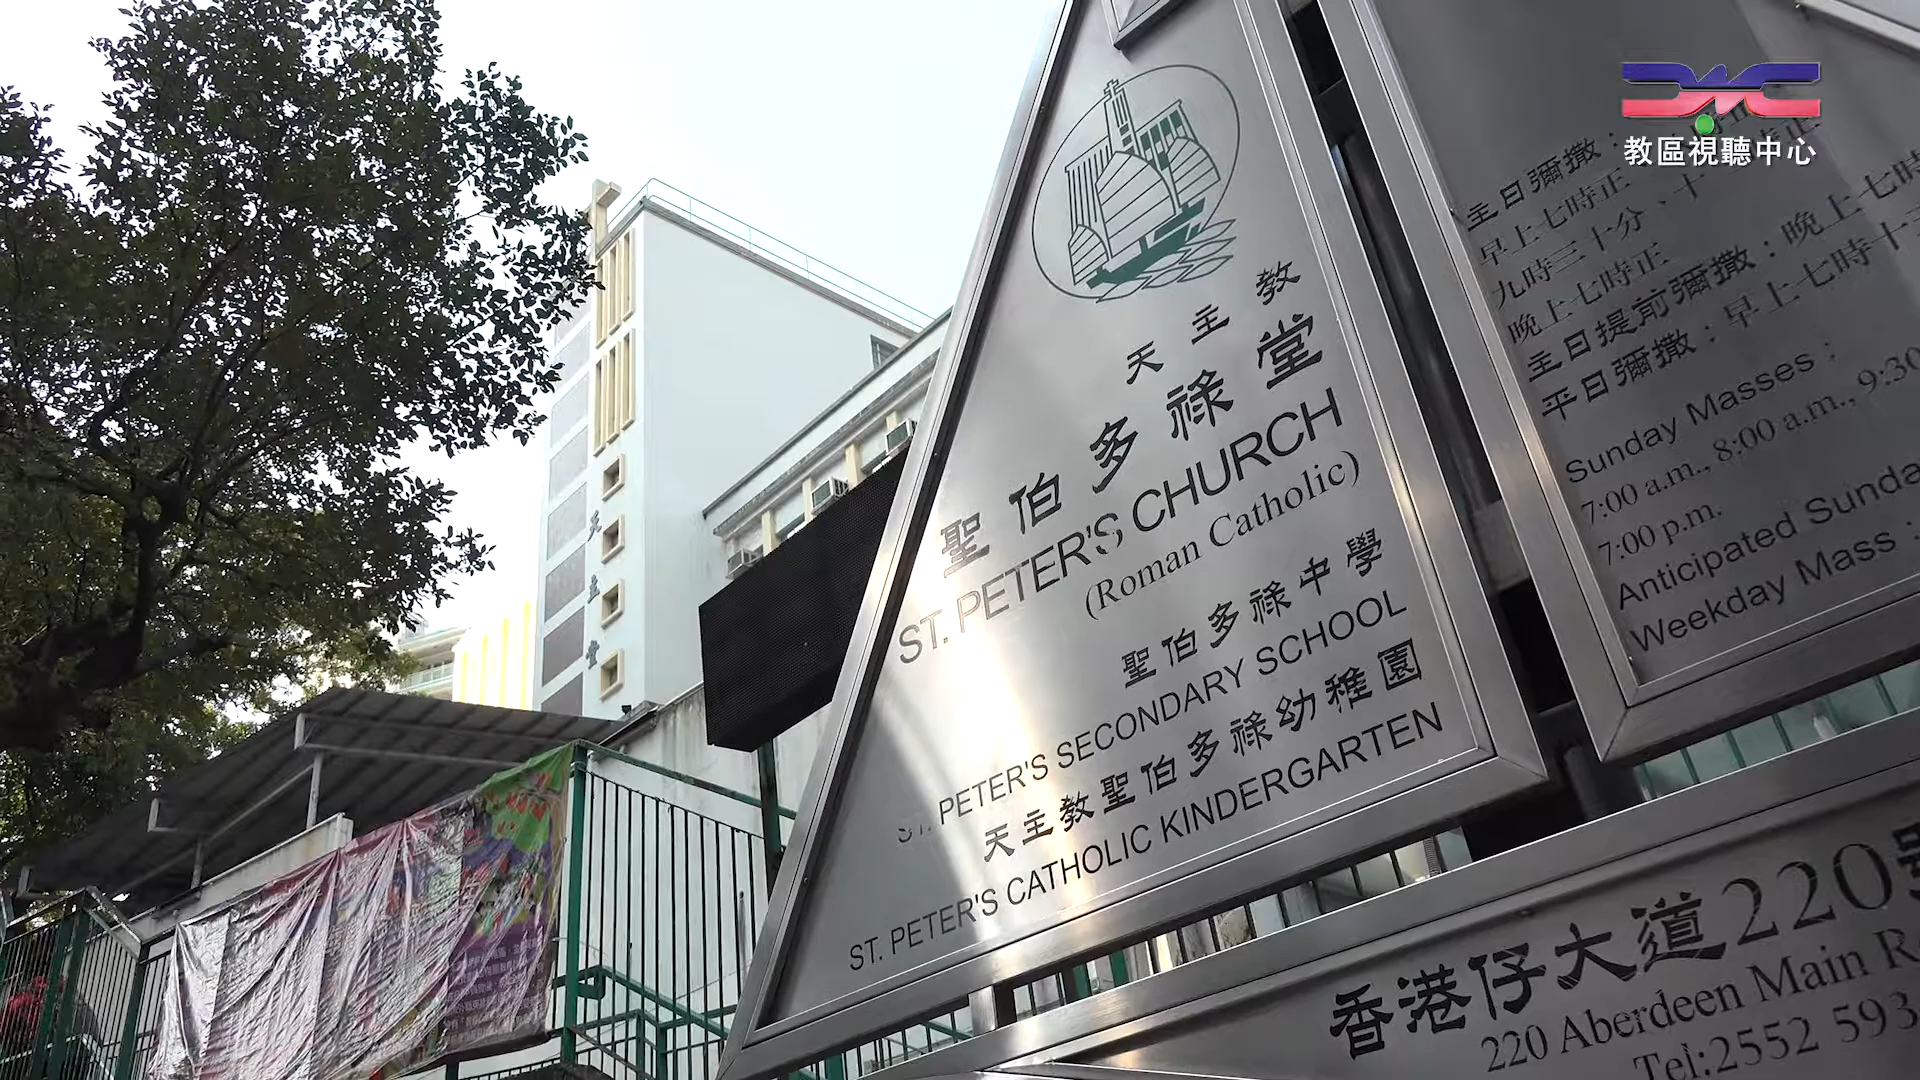 教區視聽中心
天主堂
天主教
聖伯多祿堂
ST. PETER'S CHURCH
(Roman Catholic)
聖伯多祿中學
ST. PETER'S SECONDARY SCHOOL
天主教聖伯多祿幼稚園
ST. PETER'S CATHOLIC KINDERGARTEN
主日彌撒：
早上七時正
九時三十分、十
晚上七時正
主日提前彌撒：晚上七時
平日彌撒：早上七時十
Sunday Masses :
7:00 a.m., 8:00 a.m., 9:30
7:00 p.m.
Anticipated Sunda
Weekday Mass :
香港仔大道220號
220 Aberdeen Main R
Tel:2552 593